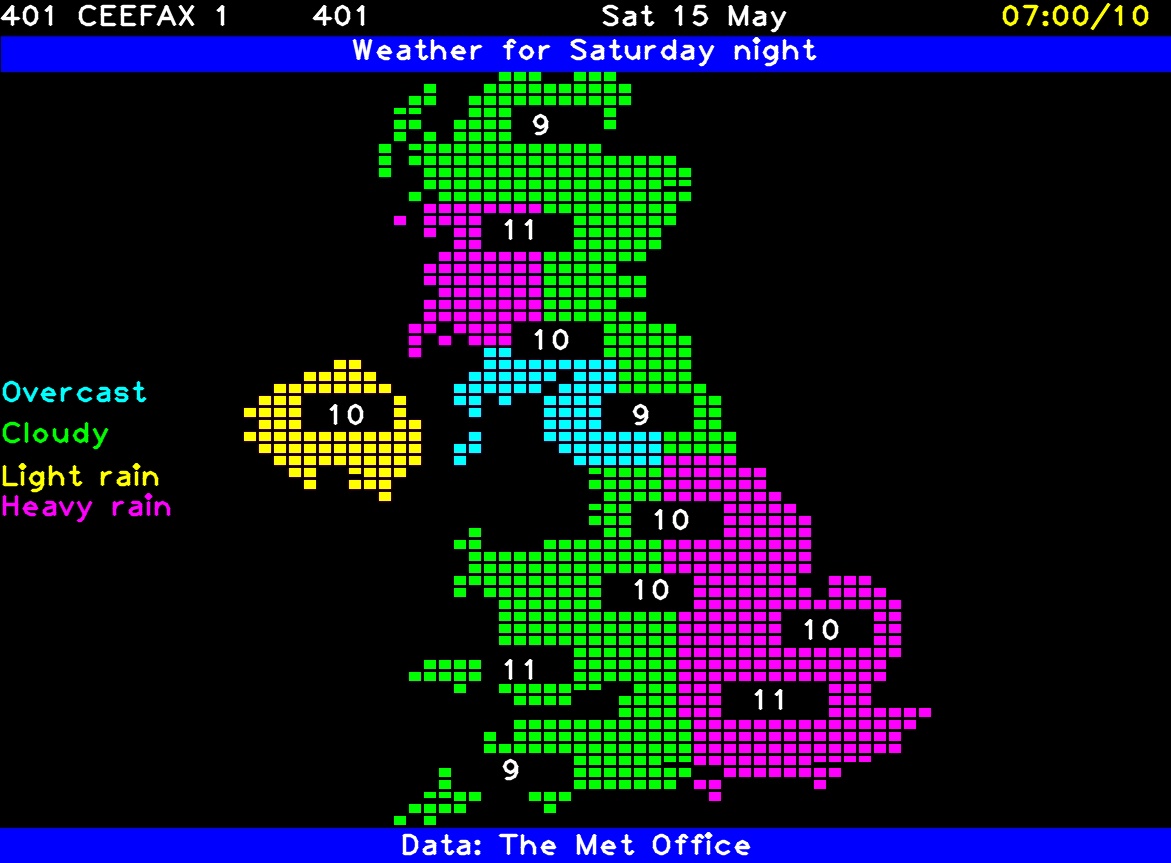 401 CEEFAX 1 401 Sat 15 May 07:00/10
Weather for Saturday night
9
11
10
Overcast
10
9
Cloudy
Light rain
Heavy rain
10
10
10
11
11
9
Data: The Met Office